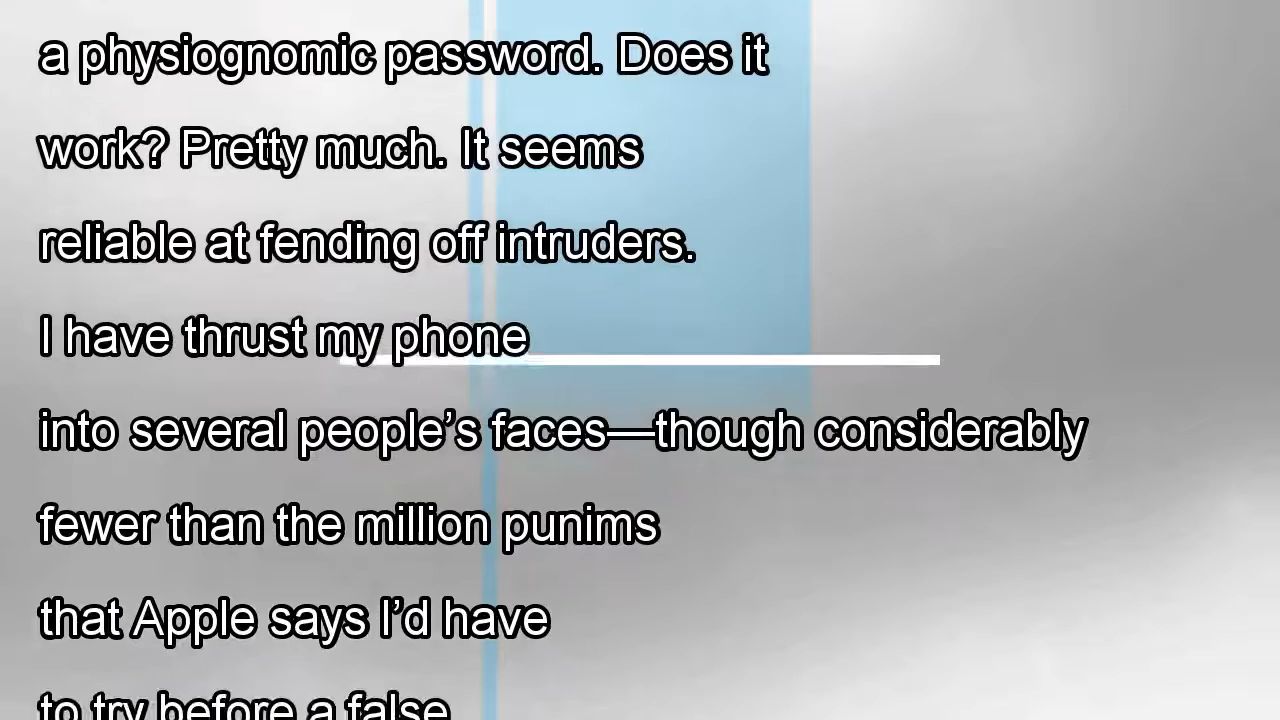 a physiognomic password. Does it
work? Pretty much. It seems
reliable at fending off intruders.
I have thrust my phone
into several people’s faces—though considerably
fewer than the million punims
that Apple says I’d have
to try before a false